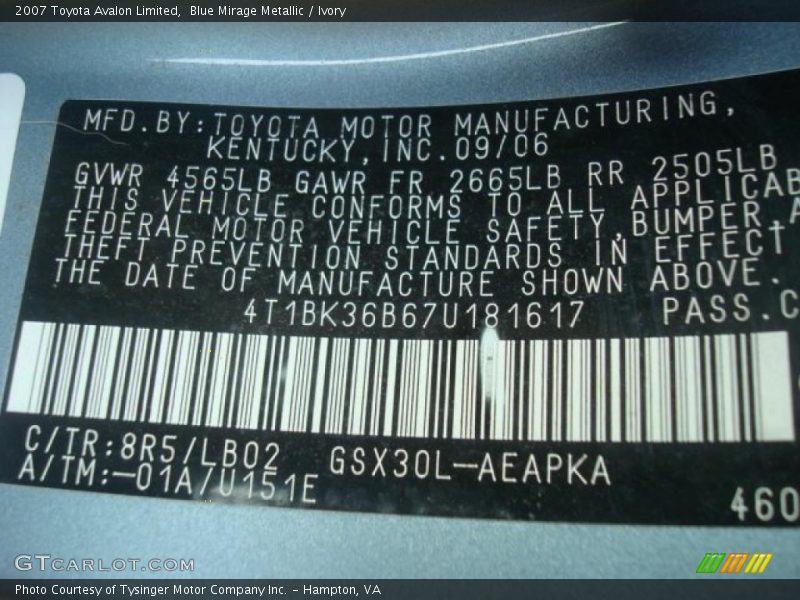 2007 Toyota Avalon Limited,  Blue Mirage Metallic / Ivory
MFD.BY:TOYOTA MOTOR MANUFACTURING,
KENTUCKY,INC.09/06
GVWR 4565LB GAWR FR 2665LB RR 2505LB
THIS VEHICLE CONFORMS TO ALL APPLICAB
FEDERAL MOTOR VEHICLE SAFETY,BUMPER,A
THEFT PREVENTION STANDARDS IN EFFECT
THE DATE OF MANUFACTURE SHOWN ABOVE.
4T1BK36B67U181617 PASS.C
C/TR:8R5/LB02 GSX30L-AEAPKA
A/TM:-01A/U151E
460
GTCARLOT.COM
Photo Courtesy of Tysinger Motor Company Inc. - Hampton, VA